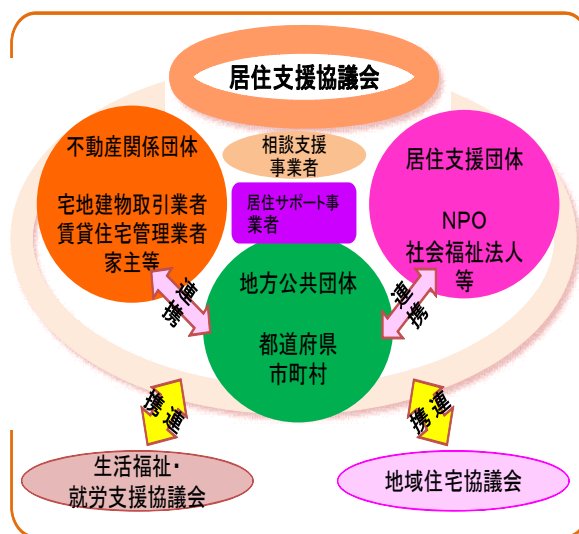 居住支援協議会
不動産関係団体
宅地建物取引業者
賃貸住宅管理業者
家主等
相談支援
事業者
居住サポート事
業者
居住支援団体
NPO
社会福祉法人
等
地方公共団体
都道府県
市町村
連携
連携
連携
連携
生活福祉・
就労支援協議会
地域住宅協議会